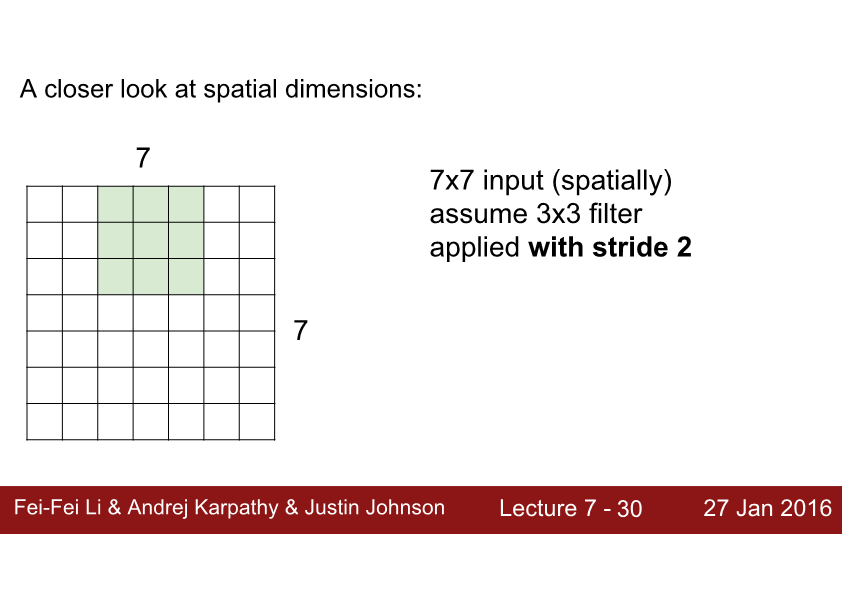 A closer look at spatial dimensions:
7
7x7 input (spatially)
assume 3x3 filter
applied with stride 2
7
Fei-Fei Li & Andrej Karpathy & Justin Johnson
Lecture 7 - 30
27 Jan 2016